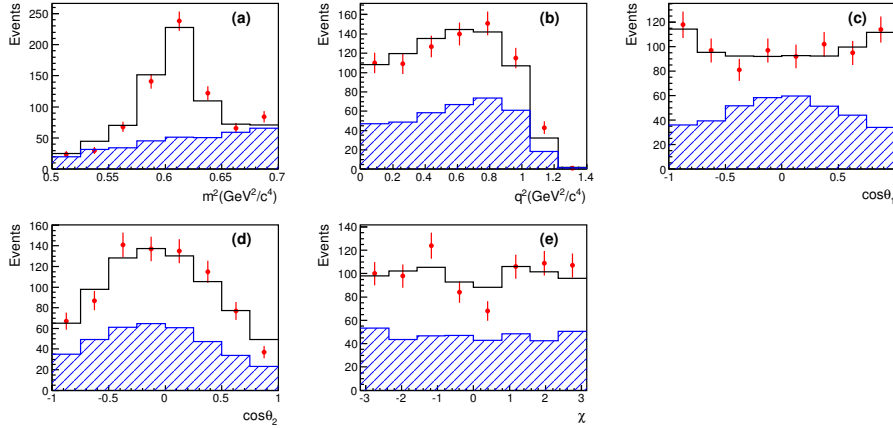 Events
(a)
250
200
150
100
50
0
0.5 0.55 0.6 0.65 0.7
m²(GeV²/c⁴)
Events
(b)
160
140
120
100
80
60
40
20
0
0 0.2 0.4 0.6 0.8 1 1.2 1.4
q²(GeV²/c⁴)
Events
(c)
120
100
80
60
40
20
0
-1 -0.5 0 0.5 1
cosθ₁
Events
(d)
160
140
120
100
80
60
40
20
0
-1 -0.5 0 0.5 1
cosθ₂
Events
(e)
140
120
100
80
60
40
20
0
-3 -2 -1 0 1 2 3
χ